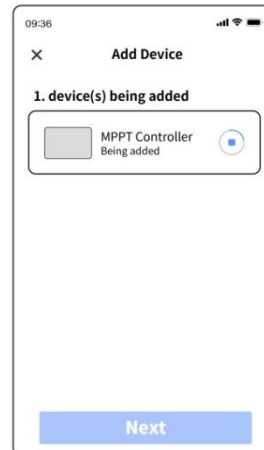 09:36
Add Device
1. device(s) being added
MPPT Controller
Being added
Next